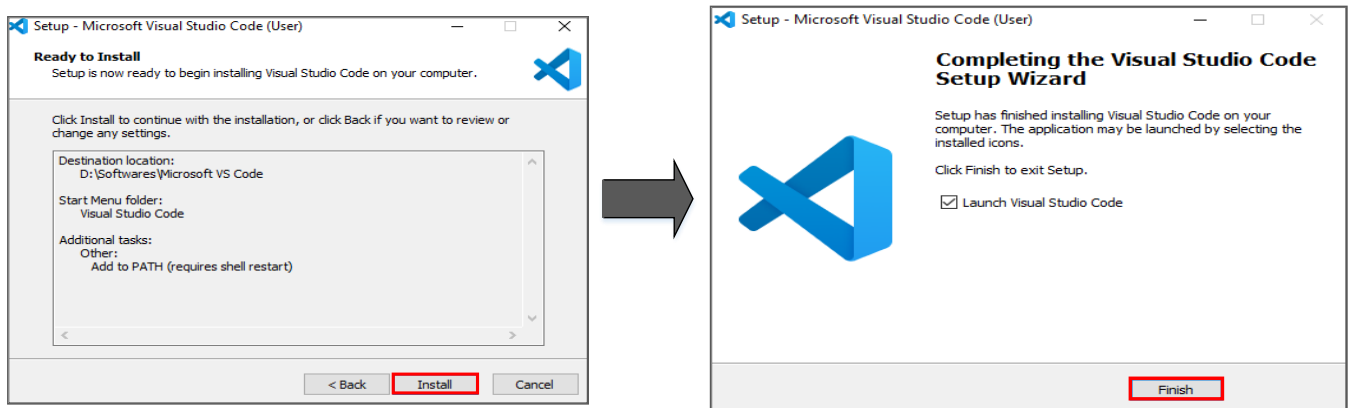 Setup - Microsoft Visual Studio Code (User)
Ready to Install
Setup is now ready to begin installing Visual Studio Code on your computer.
Click Install to continue with the installation, or click Back if you want to review or
change any settings.
Destination location:
D:\Softwares\Microsoft VS Code
Start Menu folder:
Visual Studio Code
Additional tasks:
Other:
Add to PATH (requires shell restart)
< Back
Install
Cancel
Setup - Microsoft Visual Studio Code (User)
Completing the Visual Studio Code
Setup Wizard
Setup has finished installing Visual Studio Code on your
computer. The application may be launched by selecting the
installed icons.
Click Finish to exit Setup.
Launch Visual Studio Code
Finish